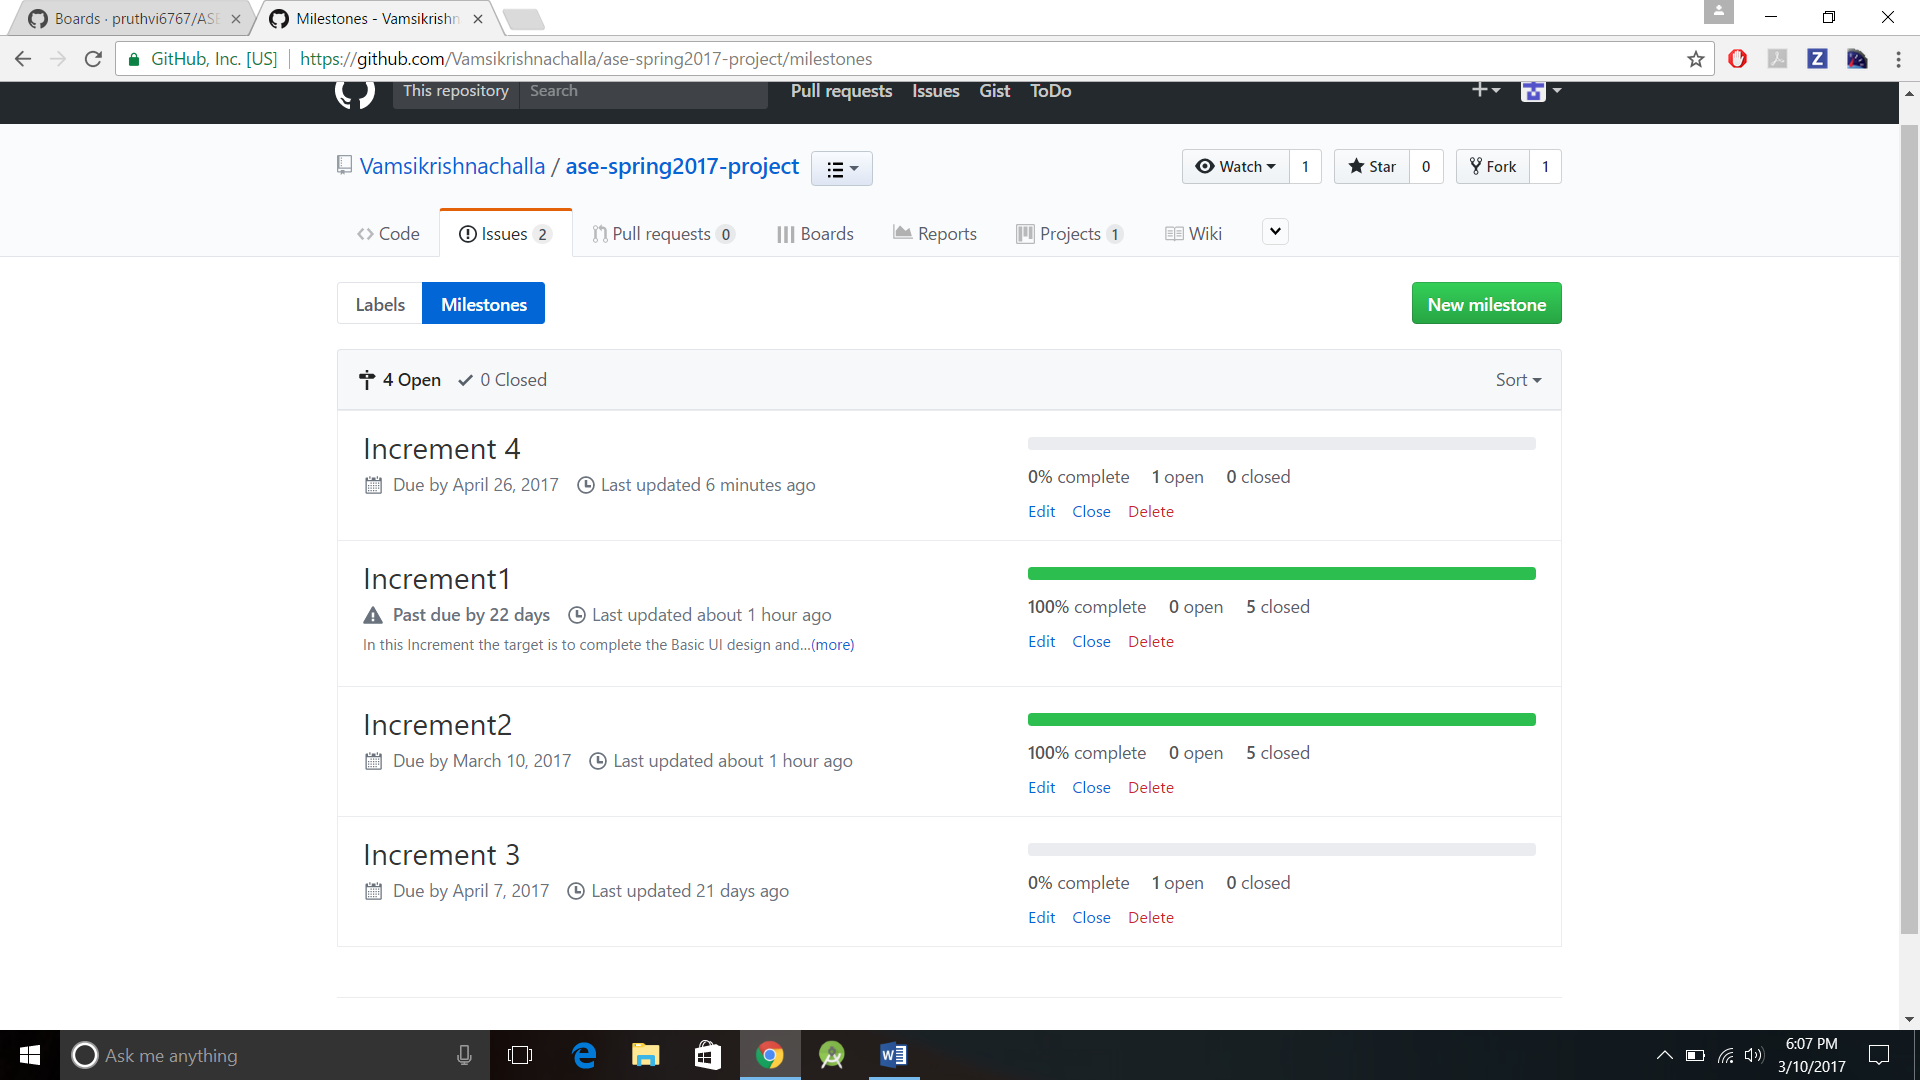 Boards · pruthvi6767/ASE
Milestones - Vamsikrishn
GitHub, Inc. [US] https://github.com/Vamsikrishnachalla/ase-spring2017-project/milestones
This repository Search Pull requests Issues Gist ToDo
Vamsikrishnachalla / ase-spring2017-project Watch 1 Star 0 Fork 1
Code Issues 2 Pull requests 0 Boards Reports Projects 1 Wiki
Labels Milestones New milestone
4 Open 0 Closed Sort
Increment 4
Due by April 26, 2017 Last updated 6 minutes ago
0% complete 1 open 0 closed
Edit Close Delete
Increment1
Past due by 22 days Last updated about 1 hour ago
In this Increment the target is to complete the Basic UI design and...(more)
100% complete 0 open 5 closed
Edit Close Delete
Increment2
Due by March 10, 2017 Last updated about 1 hour ago
100% complete 0 open 5 closed
Edit Close Delete
Increment 3
Due by April 7, 2017 Last updated 21 days ago
0% complete 1 open 0 closed
Edit Close Delete
Ask me anything
6:07 PM
3/10/2017